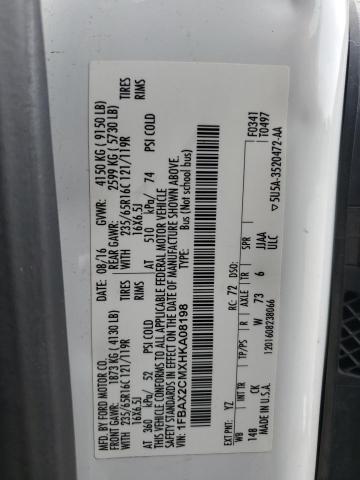 MFD. BY FORD MOTOR CO.
08/16 GVWR: 4150 KG ( 9150 LB)
FRONT GAWR: 1873 KG ( 4130 LB) REAR GAWR: 2599 KG ( 5730 LB)
WITH 235/65R16C(121/119R TIRES WITH 235/65R16C(121/119R TIRES
16X6.5J RIMS 16X6.5J RIMS
AT 360 kPa/ 52 PSI COLD AT 510 kPa/ 74 PSI COLD
THIS VEHICLE CONFORMS TO ALL APPLICABLE FEDERAL MOTOR VEHICLE
SAFETY STANDARDS IN EFFECT ON THE DATE OF MANUFACTURE SHOWN ABOVE.
VIN: 1FBAX2CMXHKA08198
TYPE: Bus (Not school bus)
F0341
T0497
EXT PNT: YZ RC: 72 DSO:
WB INT TR TP/PS R AXLE TR SPR
148 CK W 73 6 JJAA
MADE IN U.S.A. ULC
1201608238066
▽ 5U5A-3520472-AA